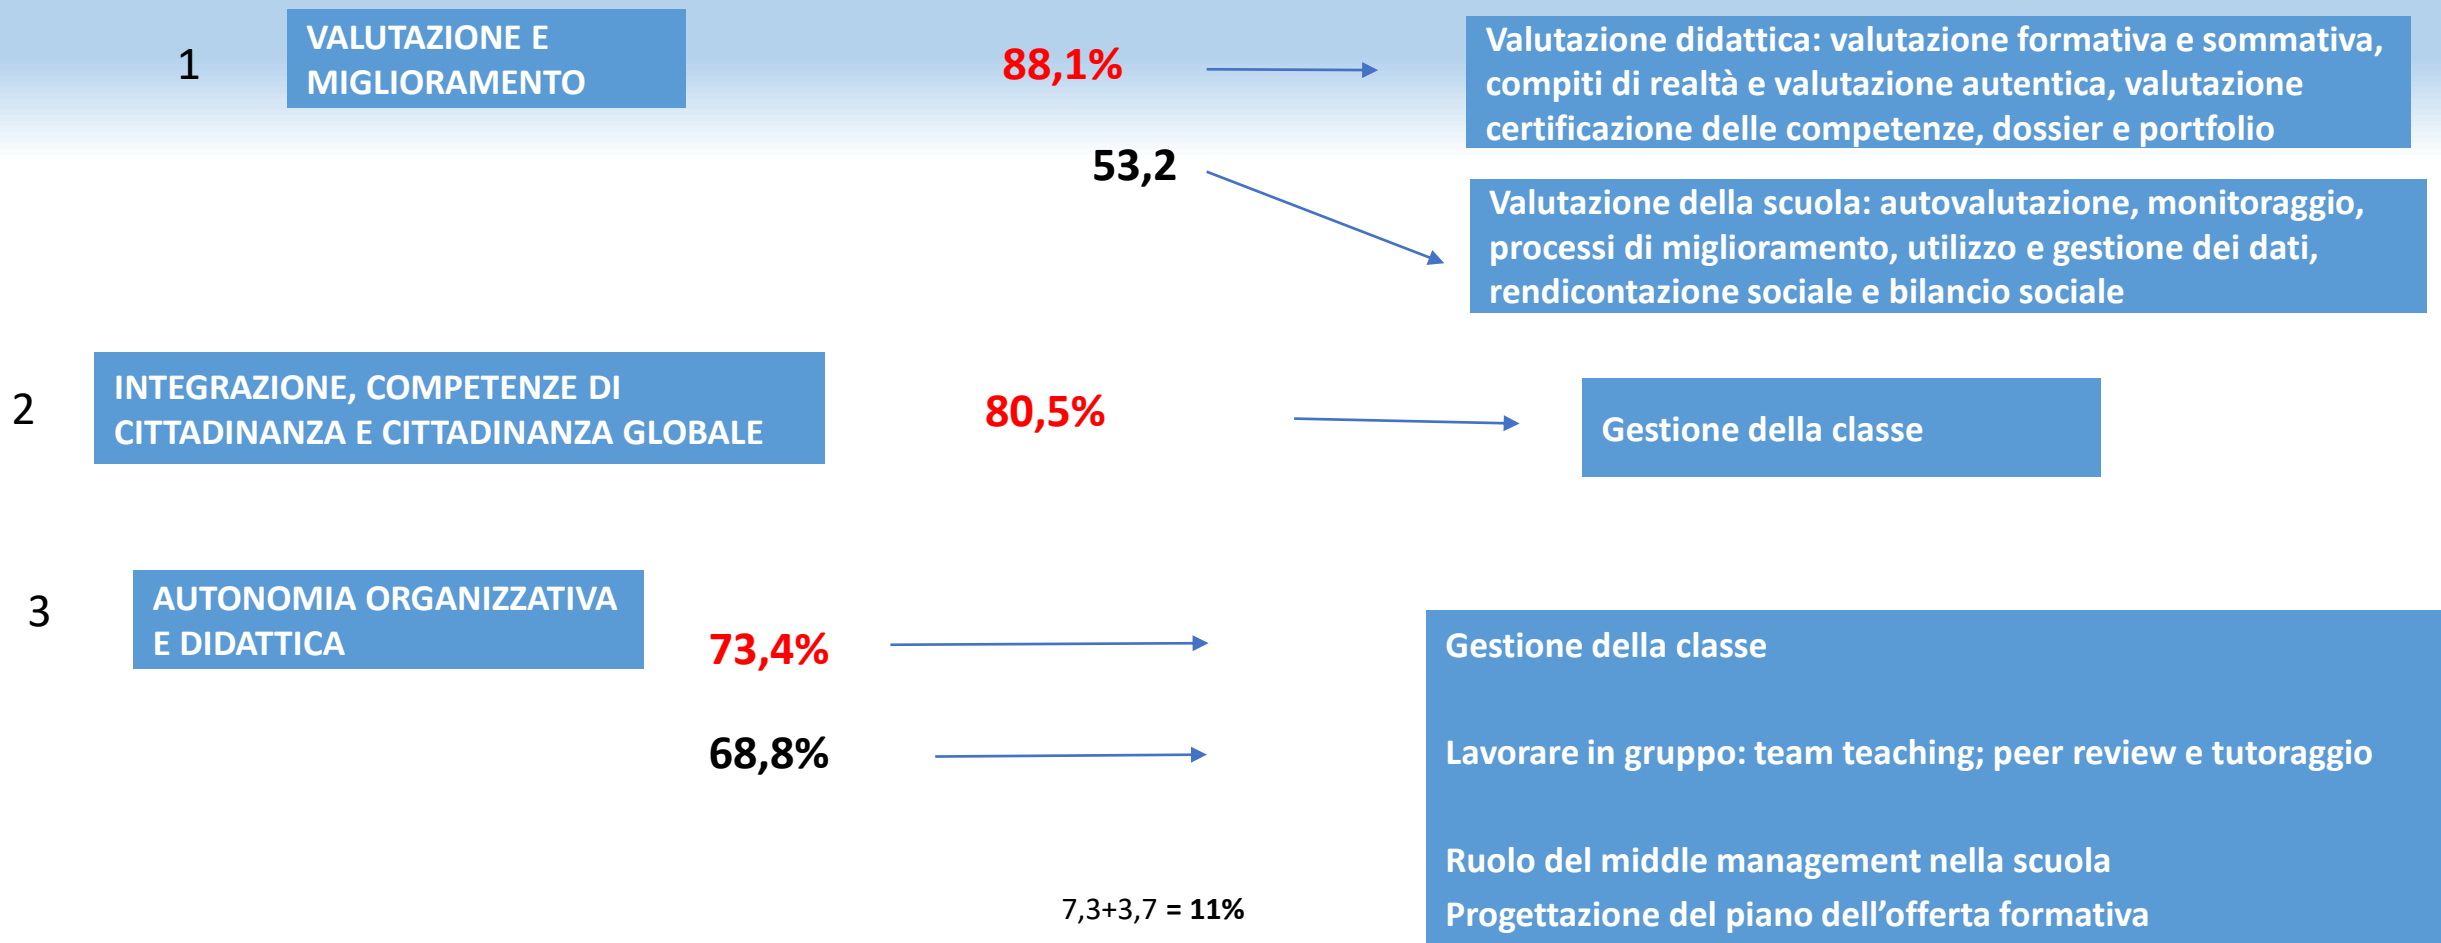 1
VALUTAZIONE E
MIGLIORAMENTO
88,1%
Valutazione didattica: valutazione formativa e sommativa,
compiti di realtà e valutazione autentica, valutazione
certificazione delle competenze, dossier e portfolio
53,2
Valutazione della scuola: autovalutazione, monitoraggio,
processi di miglioramento, utilizzo e gestione dei dati,
rendicontazione sociale e bilancio sociale
2
INTEGRAZIONE, COMPETENZE DI
CITTADINANZA E CITTADINANZA GLOBALE
80,5%
Gestione della classe
3
AUTONOMIA ORGANIZZATIVA
E DIDATTICA
73,4%
Gestione della classe
68,8%
Lavorare in gruppo: team teaching; peer review e tutoraggio
Ruolo del middle management nella scuola
7,3+3,7 = 11%
Progettazione del piano dell’offerta formativa